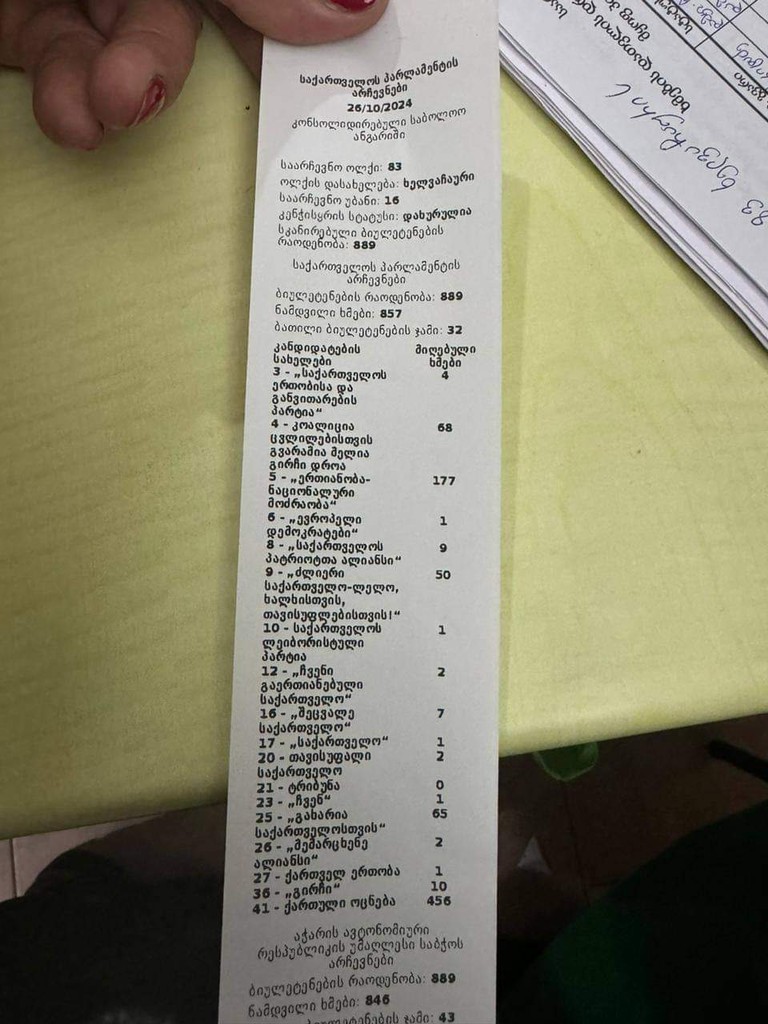 საქართველოს პარლამენტის
არჩევნები
26/10/2024
კონსოლიდირებული საბოლოო
ანგარიში
საარჩევნო ოლქი: 83
ოლქის დასახელება: ხელვაჩაური
საარჩევნო უბანი: 16
კენჭისყრის სტატუსი: დახურულია
სკანირებული ბიულეტენების
რაოდენობა: 889
საქართველოს პარლამენტის
არჩევნები
ბიულეტენების რაოდენობა: 889
ნამდვილი ხმები: 857
ბათილი ბიულეტენების ჯამი: 32
კანდიდატების მიღებული
სახელები ხმები
3 - „საქართველოს 4
ერთობისა და
განვითარების
პარტია“
4 - კოალიცია 68
ცვლილებისთვის
გვარამია მელია
გირჩი დროა
5 - „ერთიანობა- 177
ნაციონალური
მოძრაობა“
6 - „ევროპელი 1
დემოკრატები“
8 - „საქართველოს 9
პატრიოტთა ალიანსი“
9 - „ძლიერი 50
საქართველო-ლელო,
ხალხისთვის,
თავისუფლებისთვის!“
10 - საქართველოს 1
ლეიბორისტული
პარტია
12 - „ჩვენი 2
გაერთიანებული
საქართველო“
16 - „შეცვალე 7
საქართველო“
17 - „საქართველო“ 1
20 - თავისუფალი 2
საქართველო
21 - ტრიბუნა 0
23 - „ჩვენ“ 1
25 - „გახარია 65
საქართველოსთვის“
26 - „მემარცხენე 2
ალიანსი“
27 - ქართველ ერთობა 1
36 - „გირჩი“ 10
41 - ქართული ოცნება 456
აჭარის ავტონომიური
რესპუბლიკის უმაღლესი საბჭოს
არჩევნები
ბიულეტენების რაოდენობა: 889
ნამდვილი ხმები: 846
ბიულეტენების ჯამი: 43
ხმების დათვლის
83